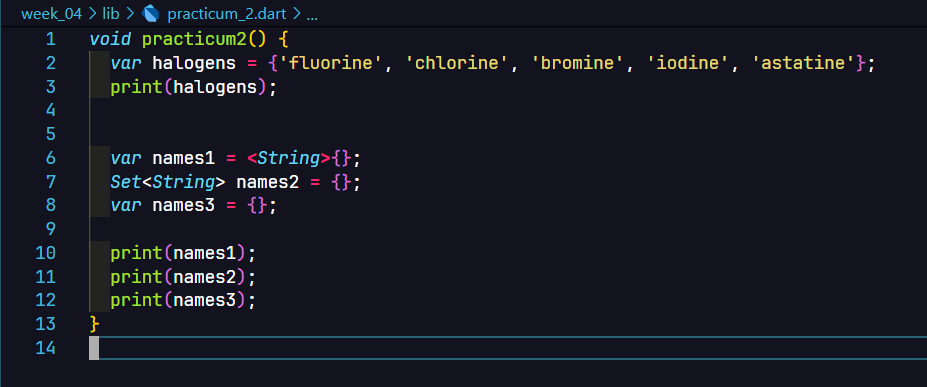 week_04 > lib > practicum_2.dart > ...
1 void practicum2() {
2   var halogens = {'fluorine', 'chlorine', 'bromine', 'iodine', 'astatine'};
3   print(halogens);
4
5
6   var names1 = <String>{};
7   Set<String> names2 = {};
8   var names3 = {};
9
10   print(names1);
11   print(names2);
12   print(names3);
13 }
14